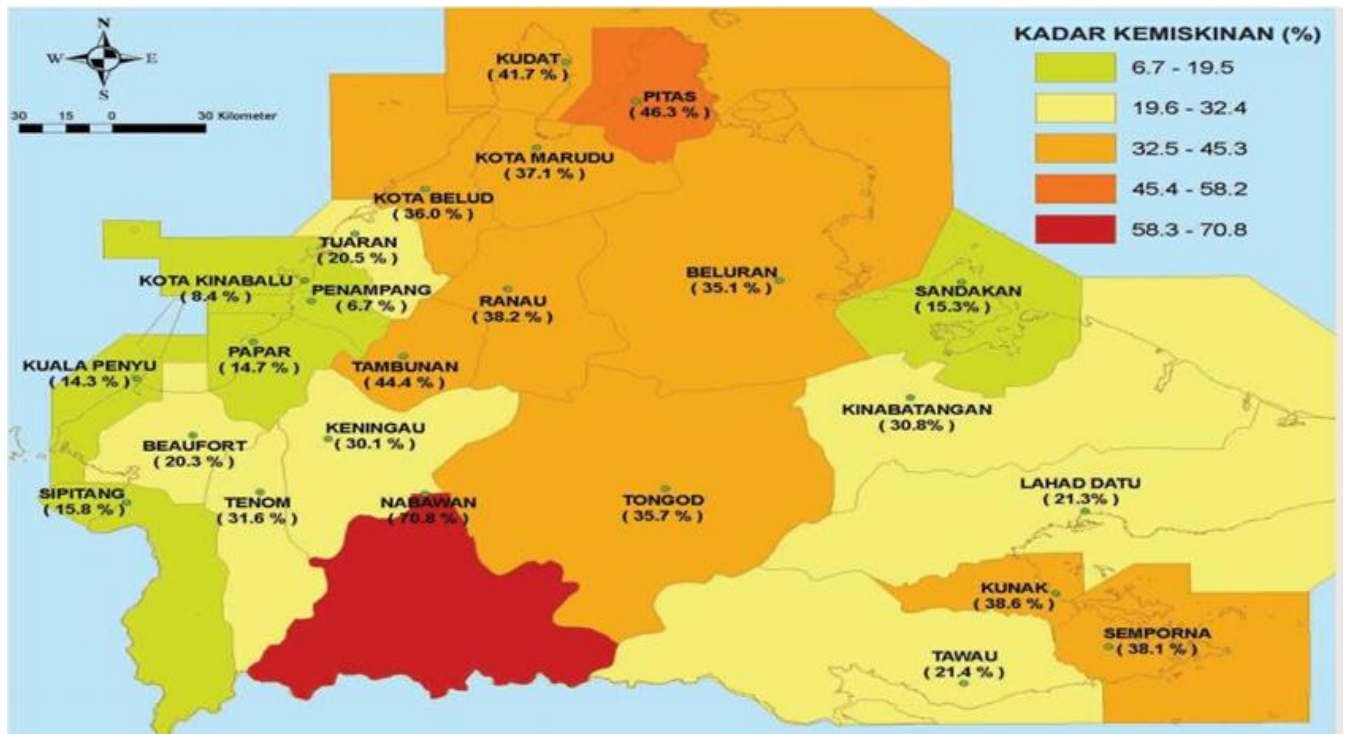 N
W E
S
30 15 0 30 Kilometer
KADAR KEMISKINAN (%)
6.7 - 19.5
19.6 - 32.4
32.5 - 45.3
45.4 - 58.2
58.3 - 70.8
KUDAT
( 41.7 % )
PITAS
( 46.3 % )
KOTA MARUDU
( 37.1 % )
KOTA BELUD
( 36.0 % )
TUARAN
( 20.5 % )
KOTA KINABALU
( 8.4 % )
PENAMPANG
( 6.7 % )
RANAU
( 38.2 % )
BELURAN
( 35.1 % )
SANDAKAN
( 15.3% )
KUALA PENYU
( 14.3 % )
PAPAR
( 14.7 % )
TAMBUNAN
( 44.4 % )
KINABATANGAN
( 30.8% )
BEAUFORT
( 20.3 % )
KENINGAU
( 30.1 % )
SIPITANG
( 15.8 % )
TENOM
( 31.6 % )
NABAWAN
( 70.8 % )
TONGOD
( 35.7 % )
LAHAD DATU
( 21.3% )
KUNAK
( 38.6 % )
SEMPORNA
( 38.1 % )
TAWAU
( 21.4 % )